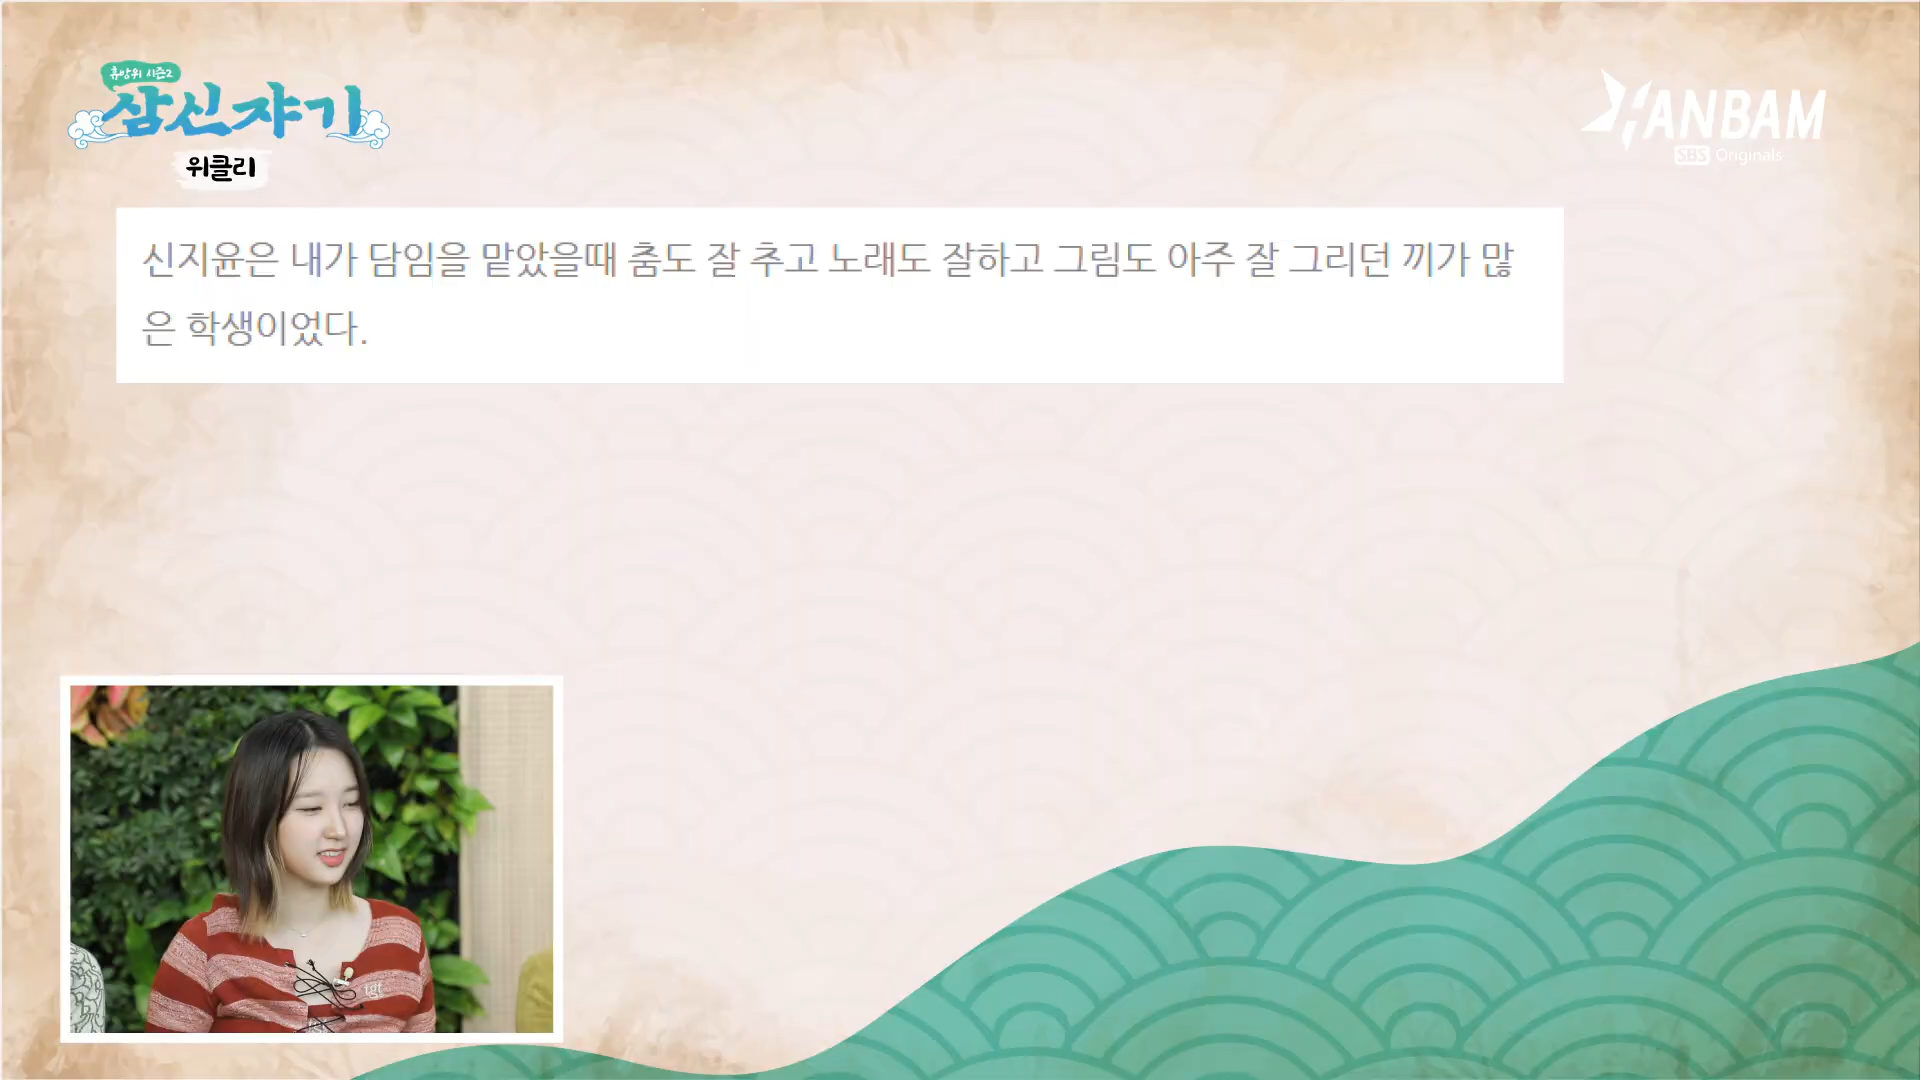 휴앙위 시즌2
삼신쟈기
위클리
HANBAM
SBS Originals
신지윤은 내가 담임을 맡았을때 춤도 잘 추고 노래도 잘하고 그림도 아주 잘 그리던 끼가 많
은 학생이었다.
tgt